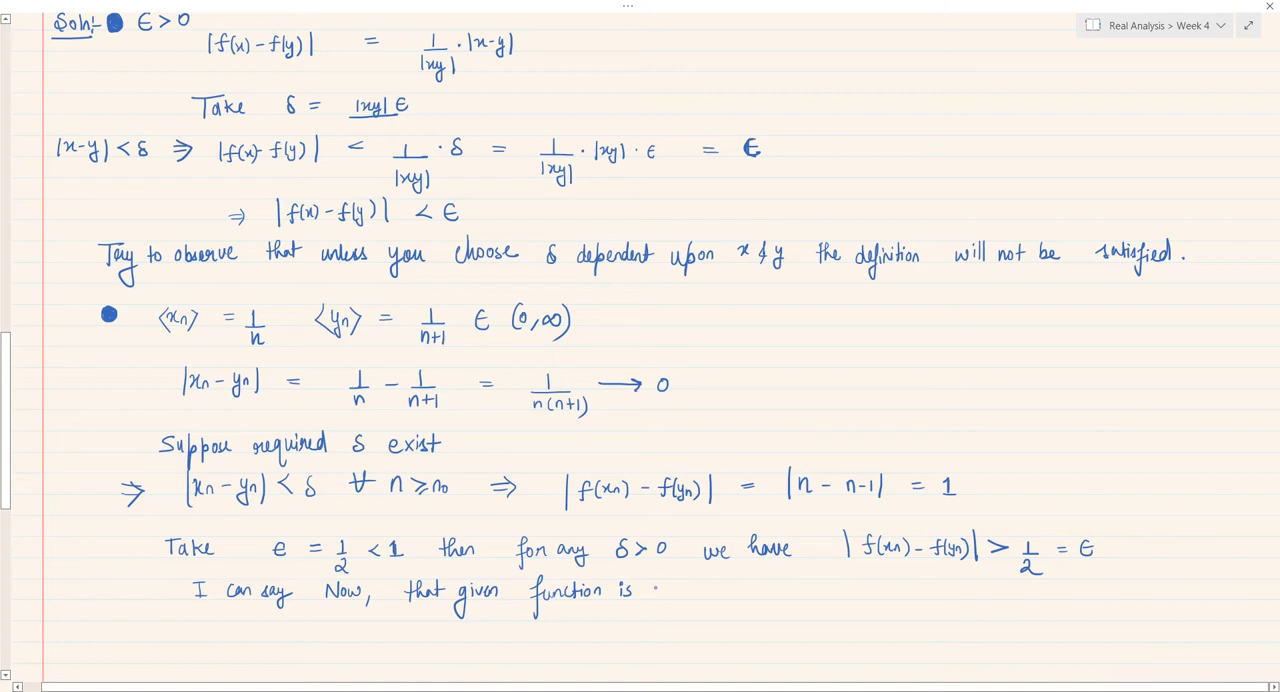 Real Analysis > Week 4
Soln:- ● ϵ > 0
|f(x) - f(y)| = 1/|xy| · |x-y|
Take δ = |xy| ϵ
|x-y| < δ ⇒ |f(x) - f(y)| < 1/|xy| · δ = 1/|xy| · |xy| · ϵ = ϵ
⇒ |f(x) - f(y)| < ϵ
Try to observe that unless you choose δ dependent upon x & y the definition will not be satisfied.
● <xn> = 1/n <yn> = 1/(n+1) ∈ (0, ∞)
|xn - yn| = 1/n - 1/(n+1) = 1/(n(n+1)) ⟶ 0
Suppose required δ exist
⇒ |xn - yn| < δ ∀ n ≥ n0 ⇒ |f(xn) - f(yn)| = |n - n-1| = 1
Take e = 1/2 < 1 then for any δ > 0 we have |f(xn) - f(yn)| > 1/2 = ϵ
I can say Now, that given function is